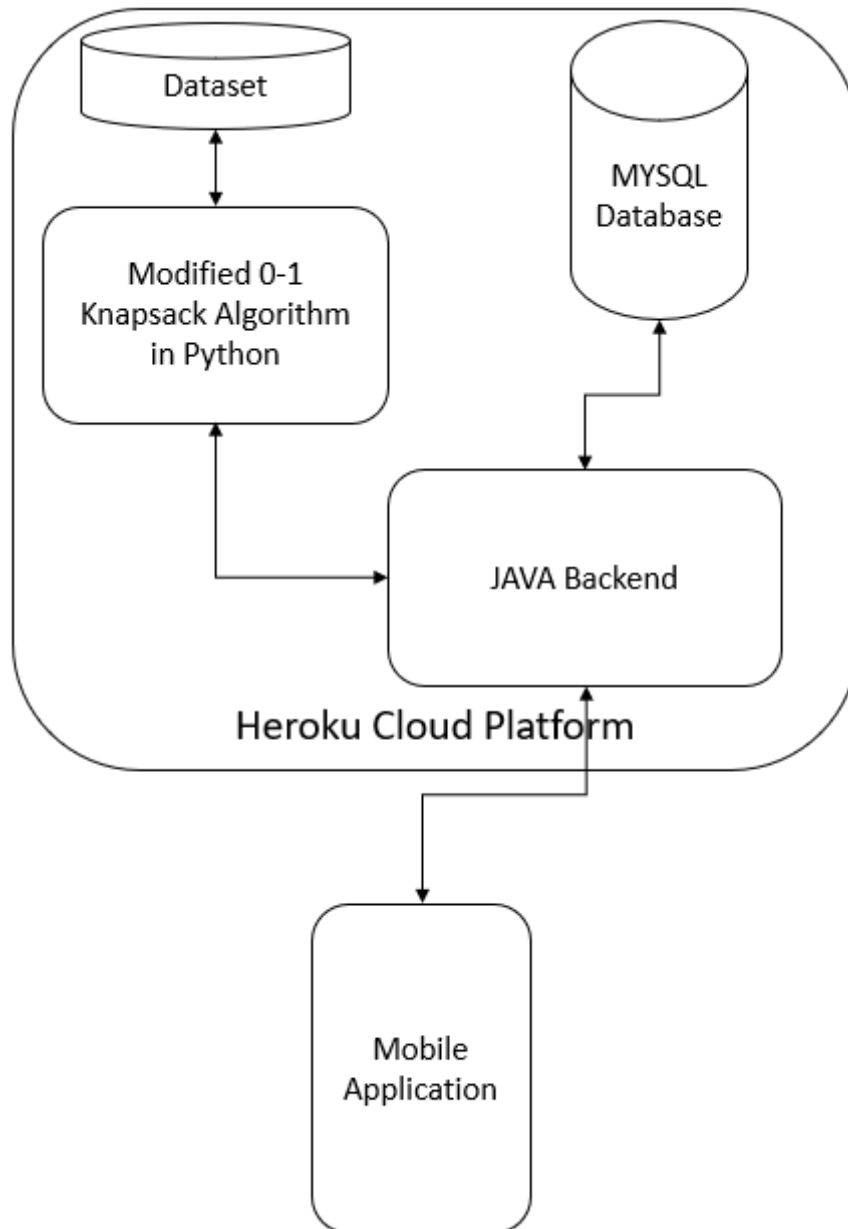 Dataset
MYSQL
Database
Modified 0-1
Knapsack Algorithm
in Python
JAVA Backend
Heroku Cloud Platform
Mobile
Application